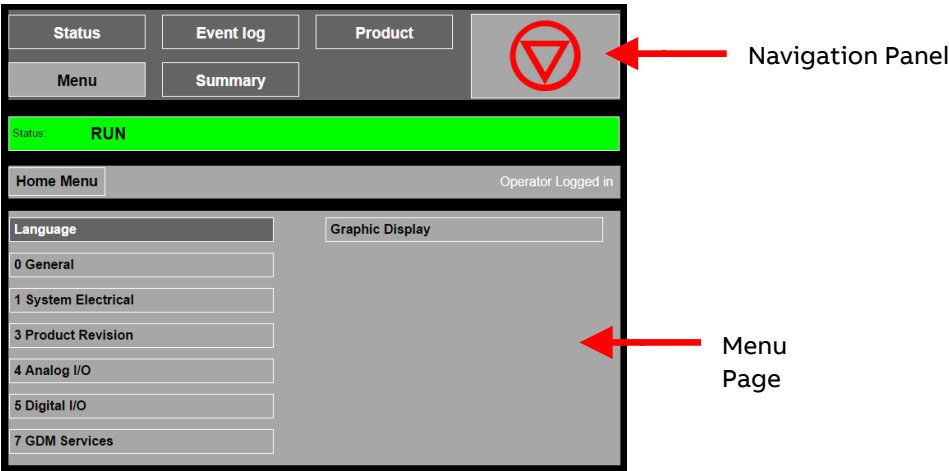 Status Event log Product
Navigation Panel
Menu Summary
Status: RUN
Home Menu Operator Logged in
Language Graphic Display
0 General
1 System Electrical
3 Product Revision
Menu
Page
4 Analog I/O
5 Digital I/O
7 GDM Services